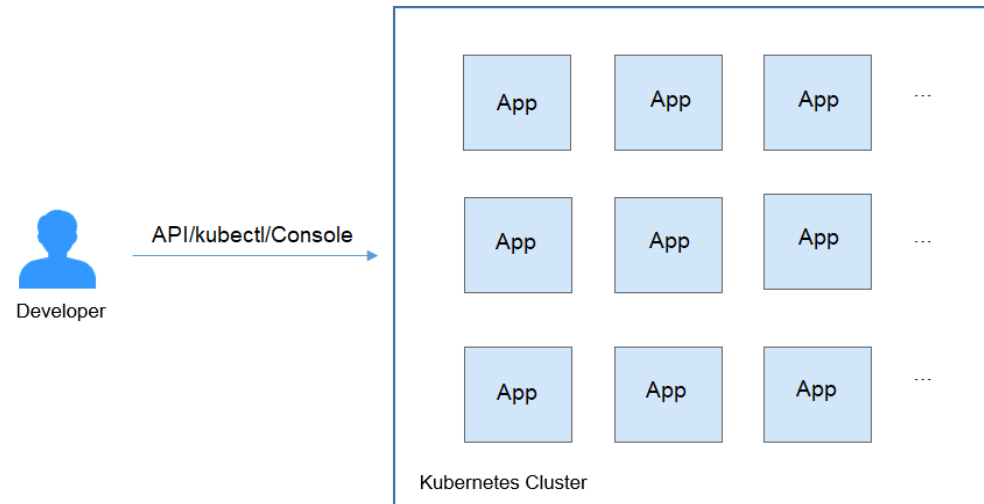 App App App ...
API/kubectl/Console
App App App ...
Developer
App App App ...
Kubernetes Cluster